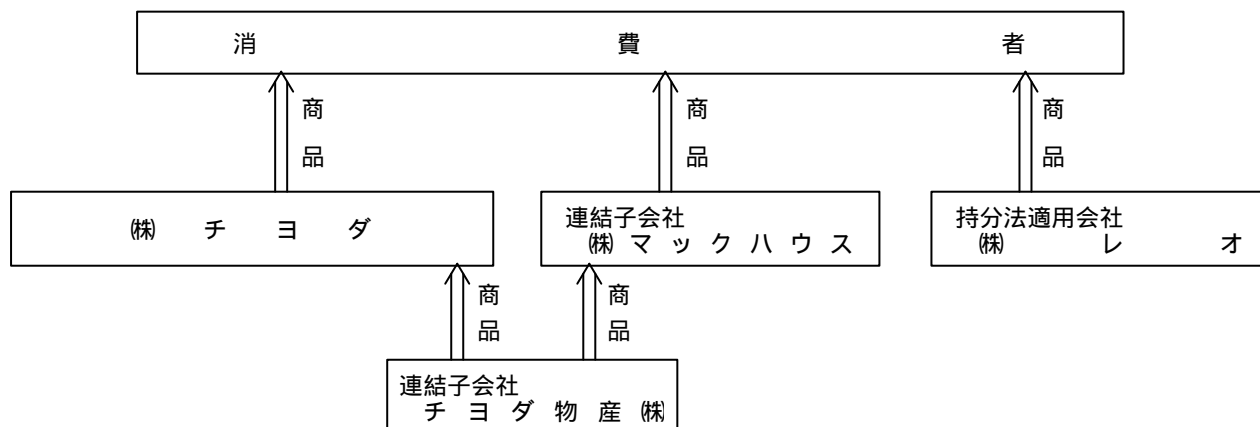 消費者
商品
商品
商品
㈱チヨダ
連結子会社
㈱マックハウス
持分法適用会社
㈱レオ
商品
商品
連結子会社
チヨダ物産㈱